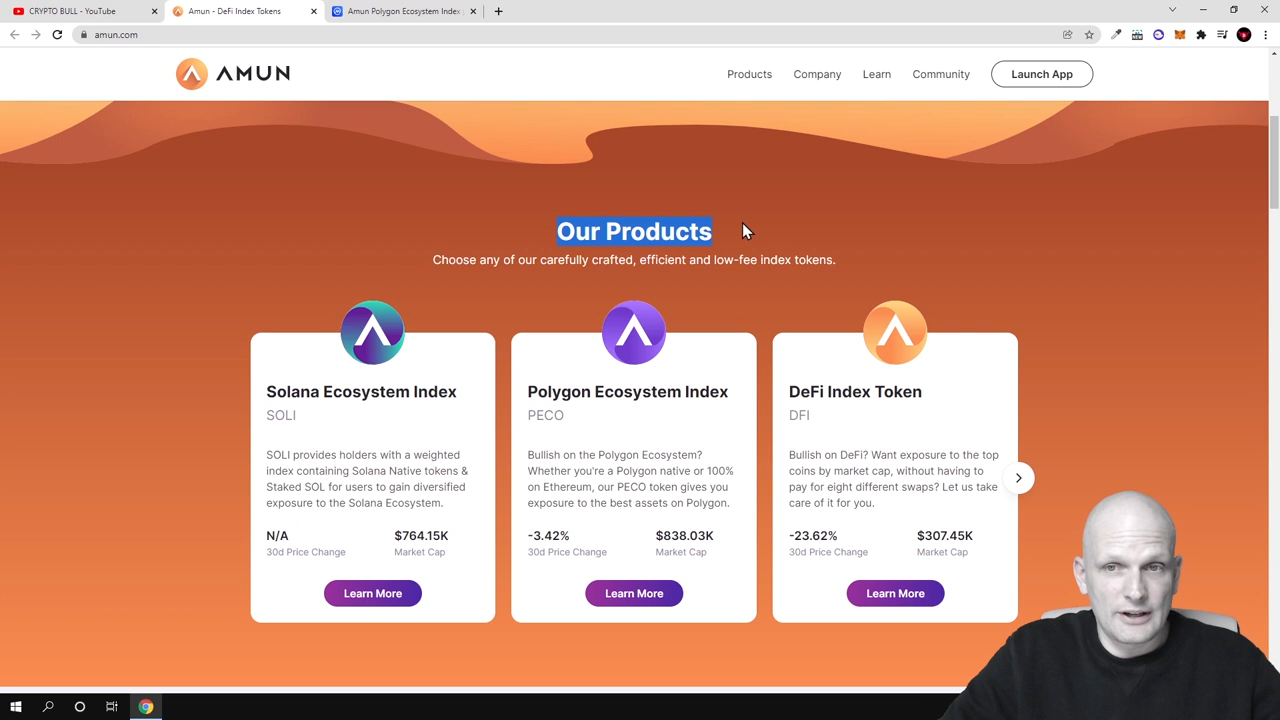 CRYPTO BULL - YouTube
Amun - DeFi Index Tokens
Amun Polygon Ecosystem Index
amun.com
AMUN
Products
Company
Learn
Community
Launch App
Our Products
Choose any of our carefully crafted, efficient and low-fee index tokens.
Solana Ecosystem Index
SOLI
SOLI provides holders with a weighted
index containing Solana Native tokens &
Staked SOL for users to gain diversified
exposure to the Solana Ecosystem.
N/A
$764.15K
30d Price Change
Market Cap
Learn More
Polygon Ecosystem Index
PECO
Bullish on the Polygon Ecosystem?
Whether you're a Polygon native or 100%
on Ethereum, our PECO token gives you
exposure to the best assets on Polygon.
-3.42%
$838.03K
30d Price Change
Market Cap
Learn More
DeFi Index Token
DFI
Bullish on DeFi? Want exposure to the top
coins by market cap, without having to
pay for eight different swaps? Let us take
care of it for you.
-23.62%
$307.45K
30d Price Change
Market Cap
Learn More